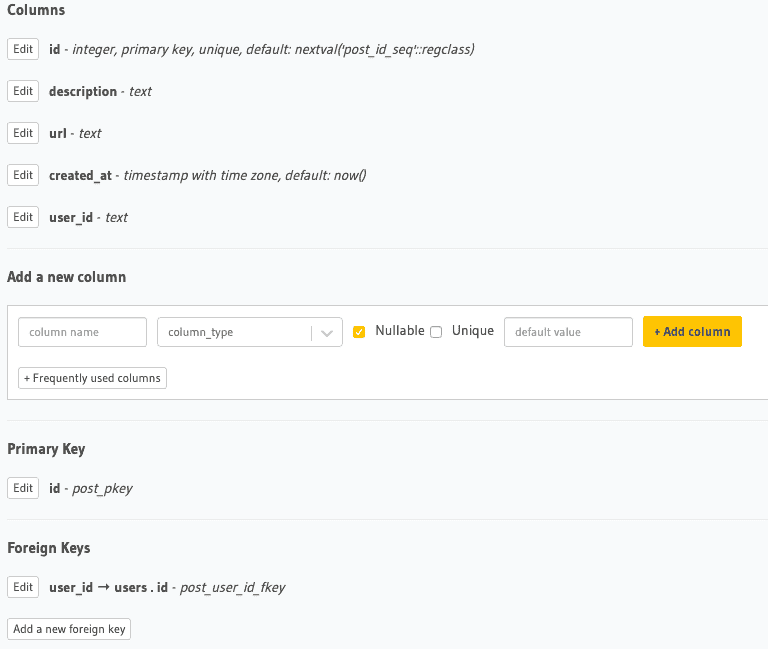 Columns
Edit id - integer, primary key, unique, default: nextval('post_id_seq'::regclass)
Edit description - text
Edit url - text
Edit created_at - timestamp with time zone, default: now()
Edit user_id - text
Add a new column
column name column_type Nullable Unique default value + Add column
+ Frequently used columns
Primary Key
Edit id - post_pkey
Foreign Keys
Edit user_id → users . id - post_user_id_fkey
Add a new foreign key